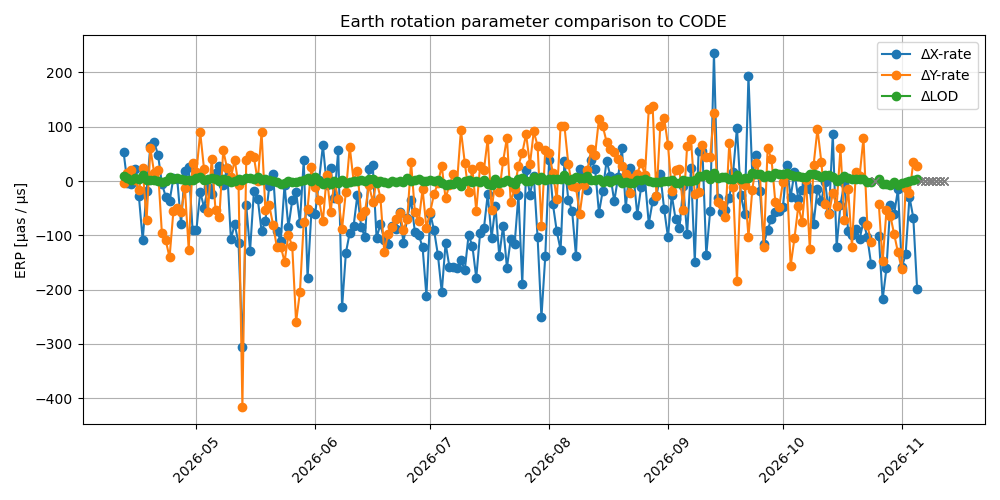 Earth rotation parameter comparison to CODE
ERP [µas / µs]
200
100
0
−100
−200
−300
−400
ΔX-rate
ΔY-rate
ΔLOD
2026-05
2026-06
2026-07
2026-08
2026-09
2026-10
2026-11